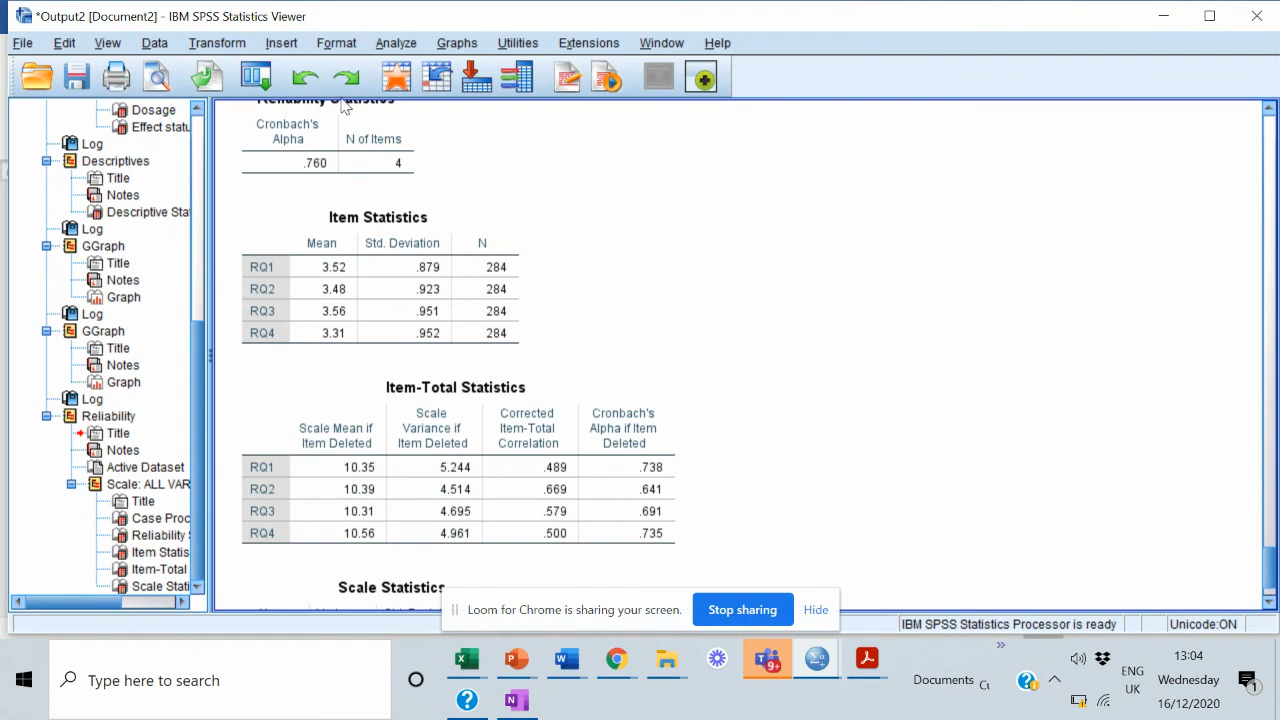 *Output2 [Document2] - IBM SPSS Statistics Viewer
File Edit View Data Transform Insert Format Analyze Graphs Utilities Extensions Window Help
Dosage
Effect statu
Log
Descriptives
Title
Notes
Descriptive Sta
Log
GGraph
Title
Notes
Graph
Log
GGraph
Title
Notes
Graph
Log
Reliability
Title
Notes
Active Dataset
Scale: ALL VAR
Title
Case Proc
Reliability
Item Statis
Item-Total
Scale Stati
Reliability Statistics
Cronbach's
Alpha N of Items
.760 4
Item Statistics
Mean Std. Deviation N
RQ1 3.52 .879 284
RQ2 3.48 .923 284
RQ3 3.56 .951 284
RQ4 3.31 .952 284
Item-Total Statistics
Scale Corrected Cronbach's
Scale Mean if Variance if Item-Total Alpha if Item
Item Deleted Item Deleted Correlation Deleted
RQ1 10.35 5.244 .489 .738
RQ2 10.39 4.514 .669 .641
RQ3 10.31 4.695 .579 .691
RQ4 10.56 4.961 .500 .735
Scale Statistics
Loom for Chrome is sharing your screen. Stop sharing Hide
IBM SPSS Statistics Processor is ready Unicode:ON
Type here to search
9+
Documents
ENG
UK
13:04
Wednesday
16/12/2020
1